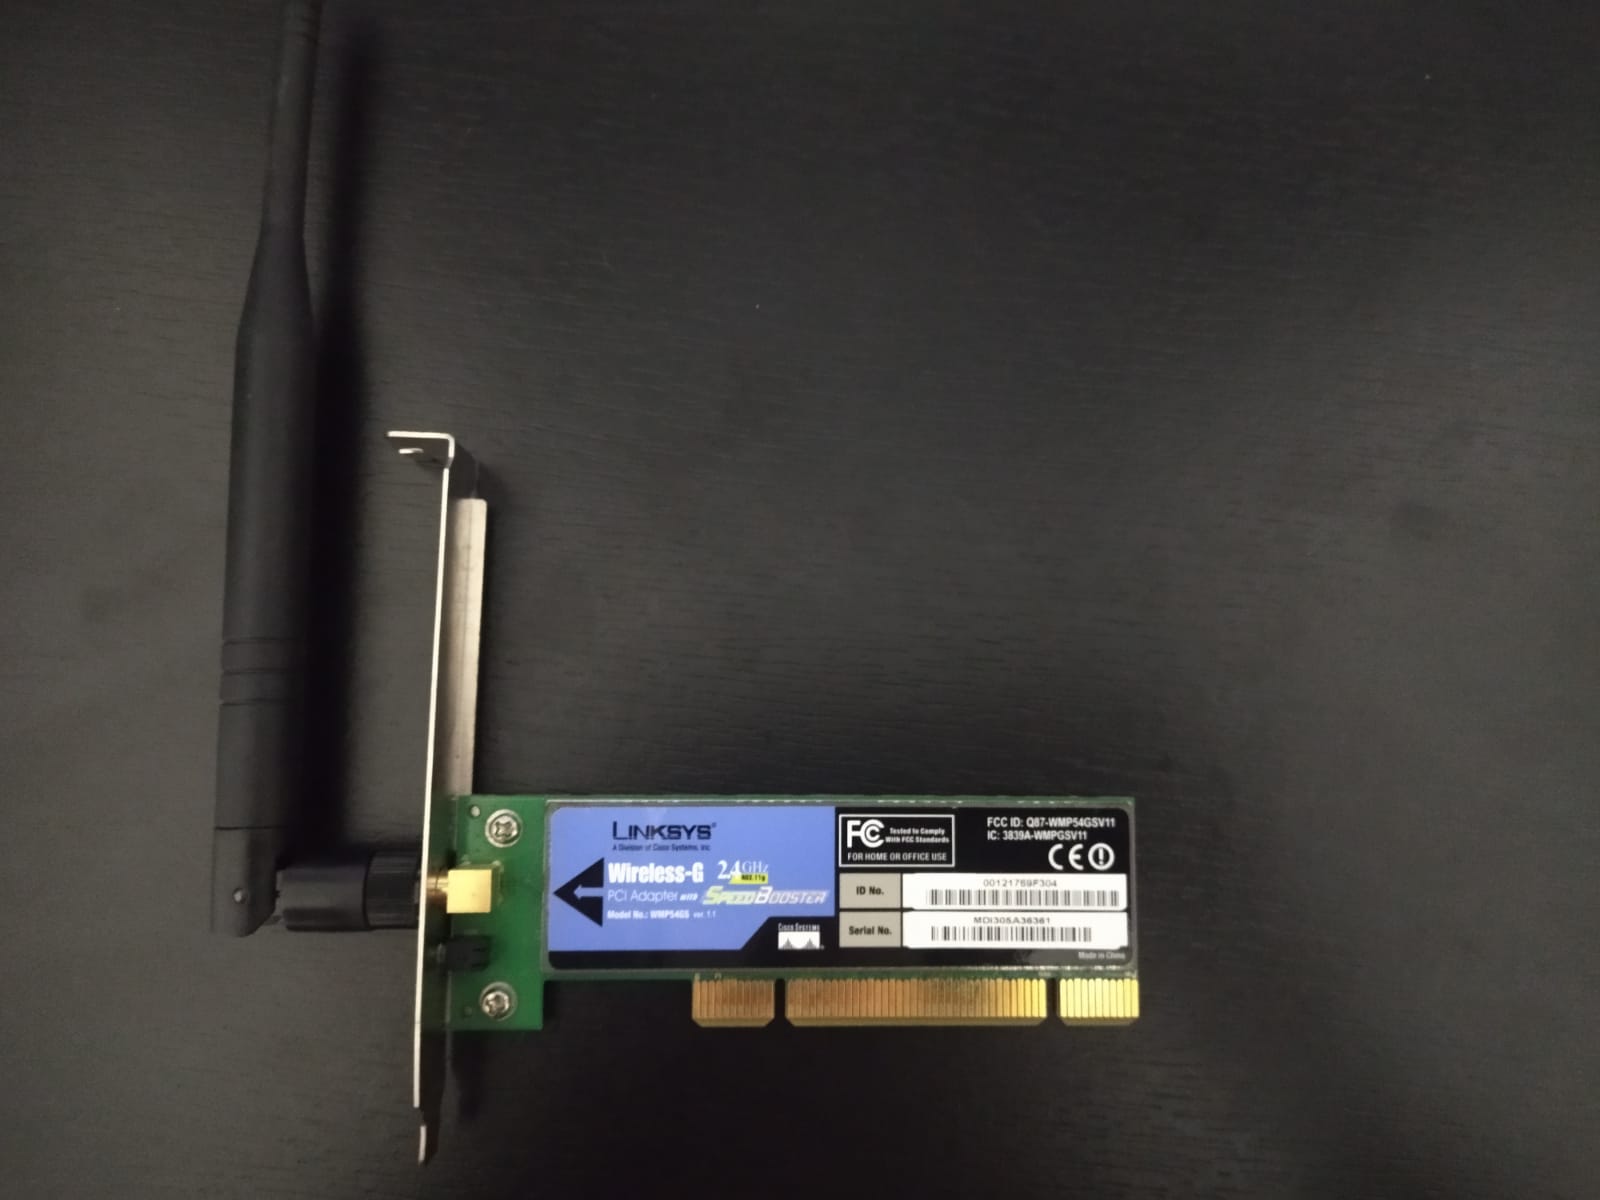 LINKSYS®
A Division of Cisco Systems, Inc.
Wireless-G 2.4GHz
802.11g
PCI Adapter WITH SPEEDBOOSTER
Model No.: WMP54GS ver. 1.1
CISCO SYSTEMS
FC Tested to Comply
With FCC Standards
FOR HOME OR OFFICE USE
FCC ID: Q87-WMP54GSV11
IC: 3839A-WMPGSV11
CE
ID No. 00121759F304
Serial No. MDI305A36361
Made in China